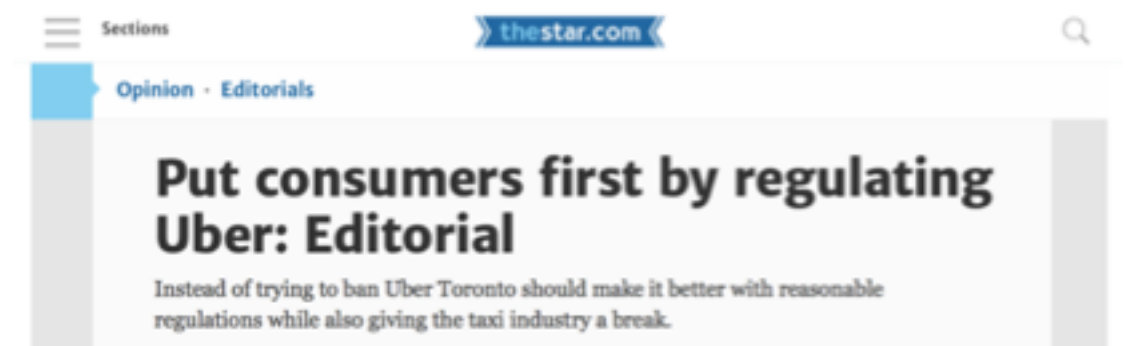 Sections
thestar.com
Opinion · Editorials
Put consumers first by regulating
Uber: Editorial
Instead of trying to ban Uber Toronto should make it better with reasonable
regulations while also giving the taxi industry a break.